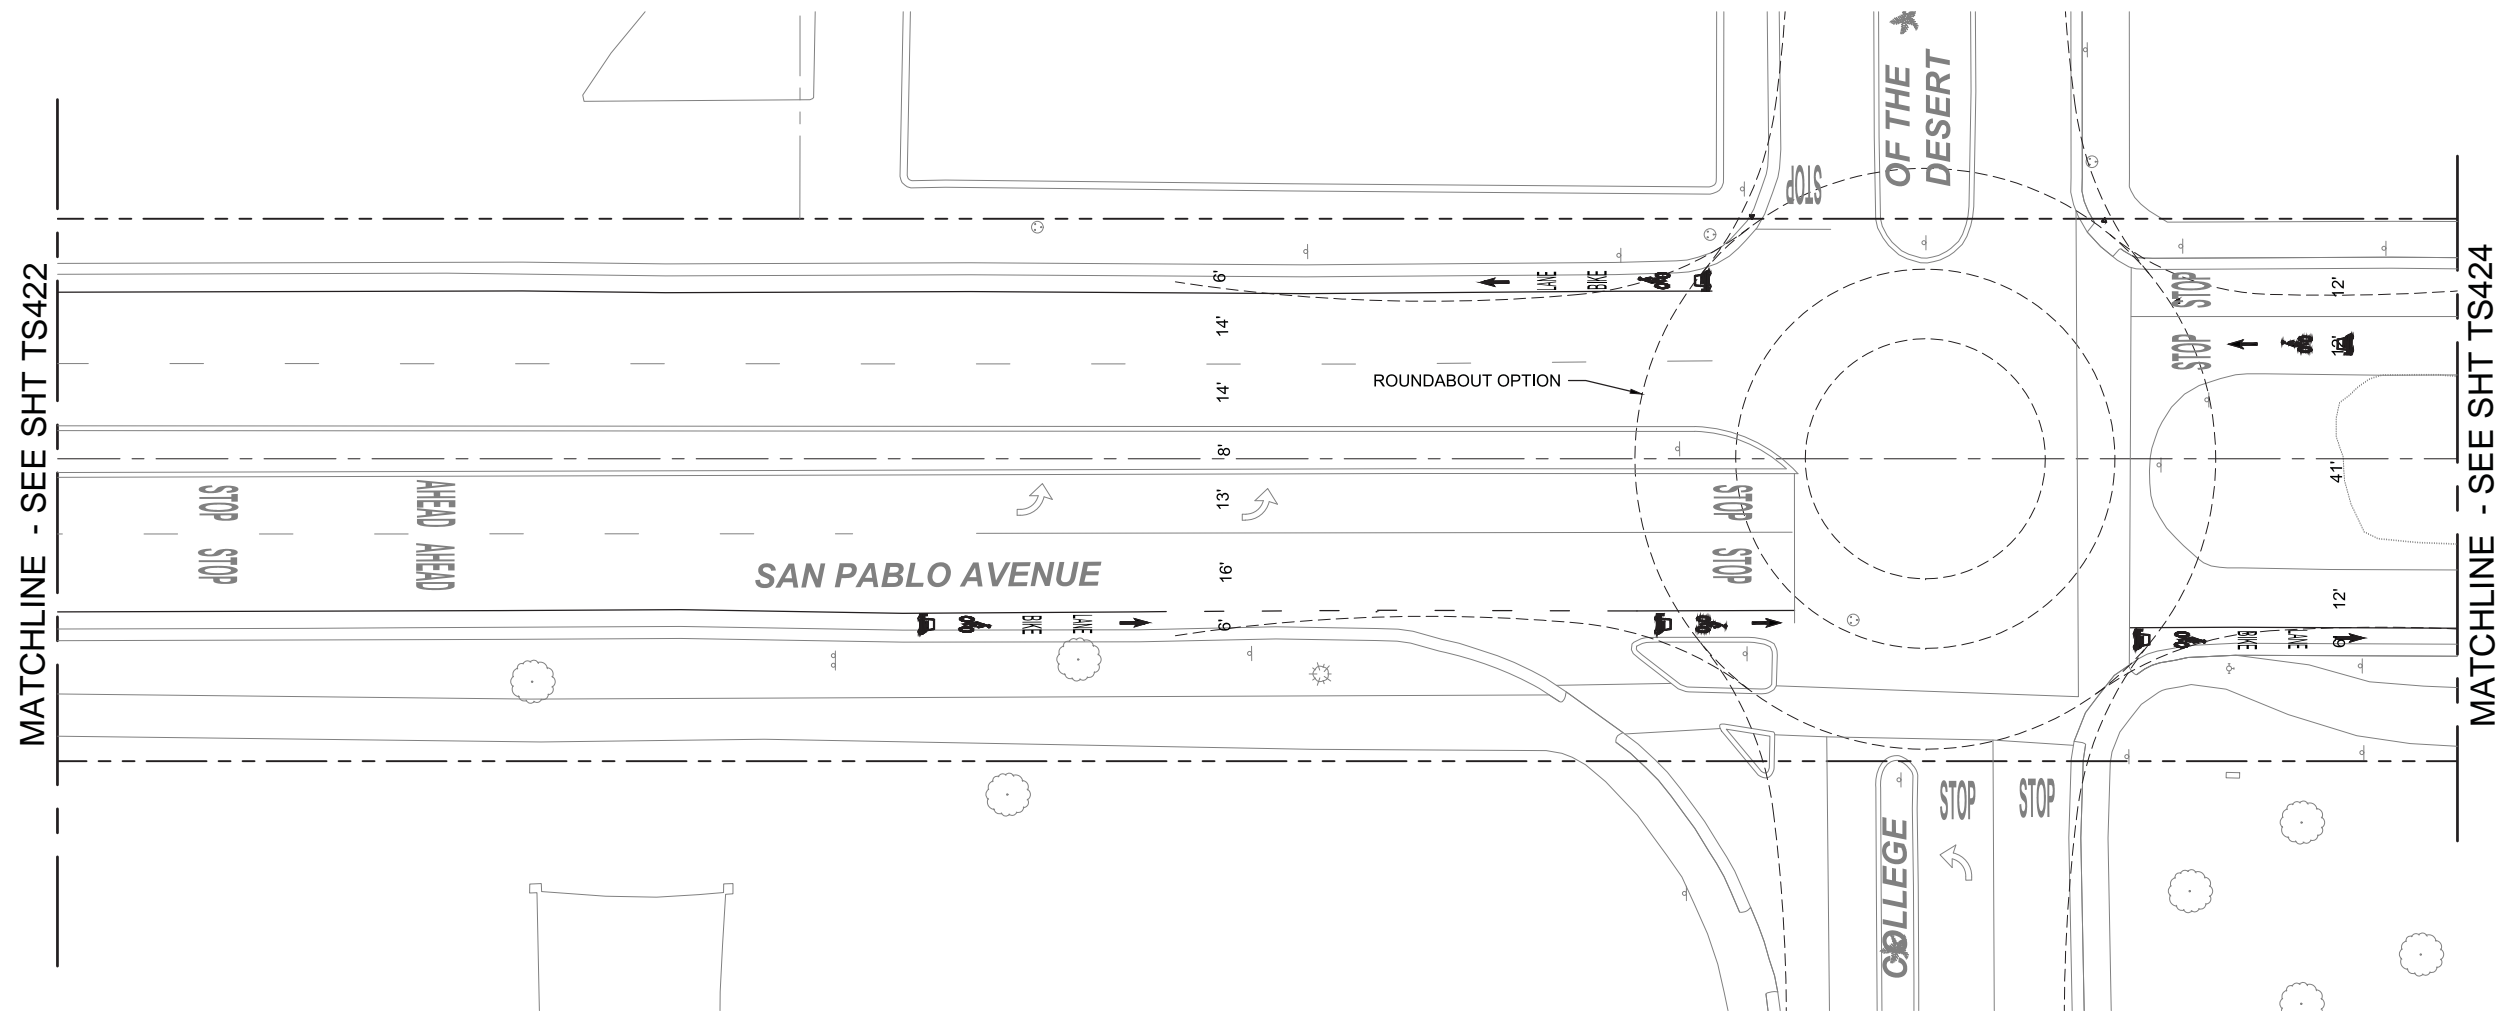 MATCHLINE - SEE SHT TS422
OF THE
DESERT
STOP
6'
LANE
BIKE
14'
14'
8'
13'
16'
6'
ROUNDABOUT OPTION
STOP
STOP
AHEAD
AHEAD
SAN PABLO AVENUE
BIKE
LANE
STOP
STOP
STOP
STOP
12'
12'
41'
12'
6'
BIKE
LANE
COLLEGE
STOP
STOP
MATCHLINE - SEE SHT TS424